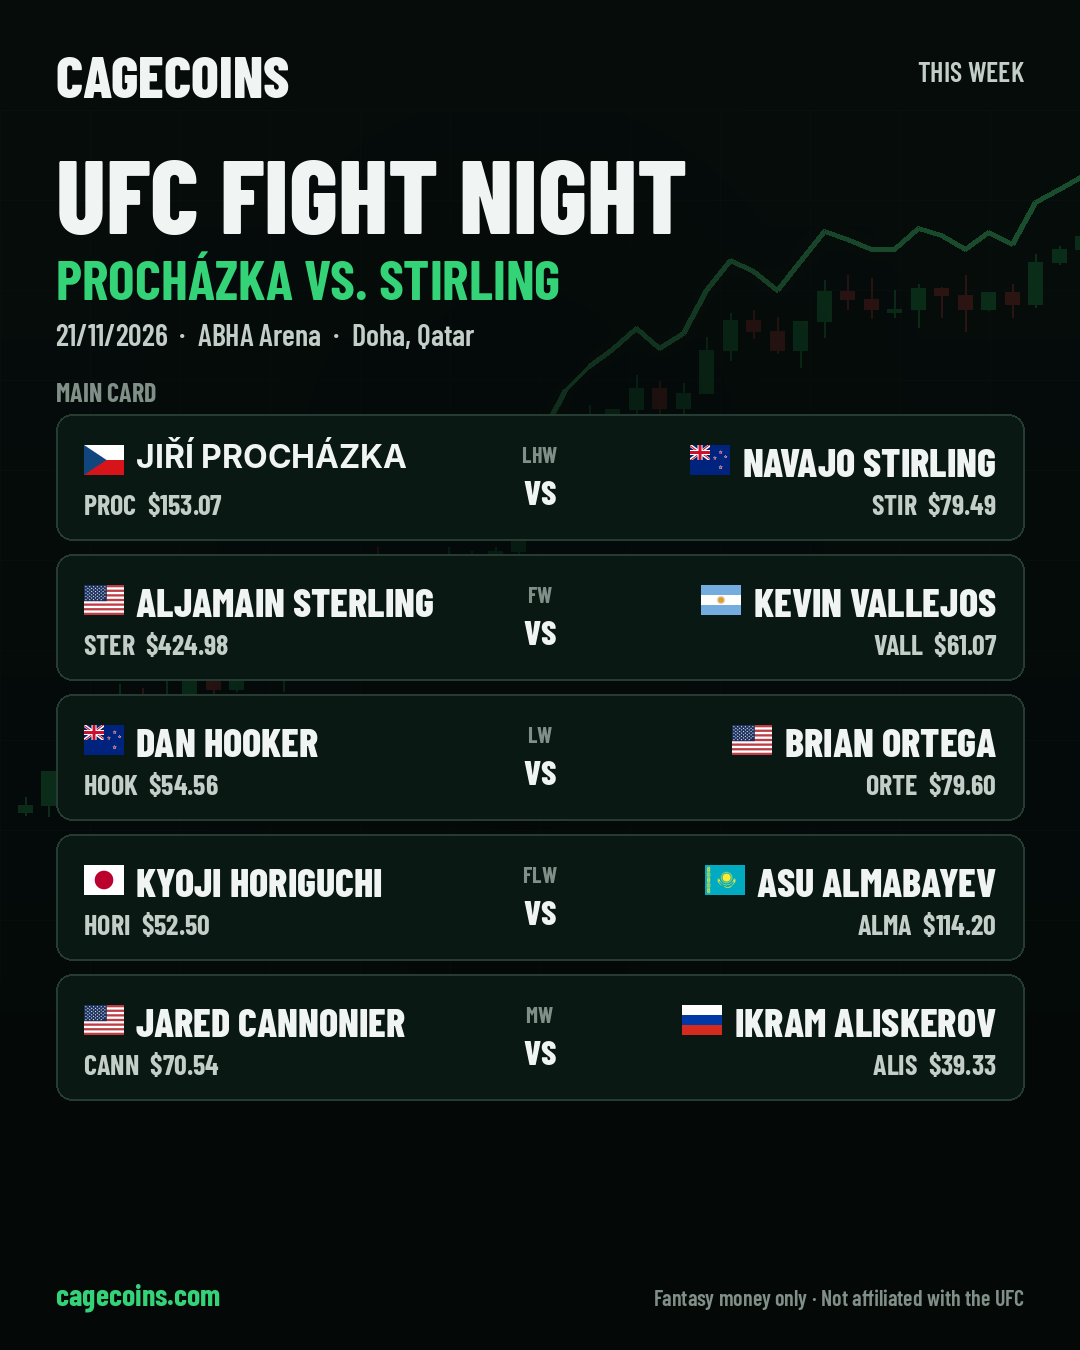 CAGECOINS
THIS WEEK
UFC FIGHT NIGHT
PROCHÁZKA VS. STIRLING
21/11/2026 · ABHA Arena · Doha, Qatar
MAIN CARD
JIŘÍ PROCHÁZKA
PROC $153.07
LHW
VS
NAVAJO STIRLING
STIR $79.49
ALJAMAIN STERLING
STER $424.98
FW
VS
KEVIN VALLEJOS
VALL $61.07
DAN HOOKER
HOOK $54.56
LW
VS
BRIAN ORTEGA
ORTE $79.60
KYOJI HORIGUCHI
HORI $52.50
FLW
VS
ASU ALMABAYEV
ALMA $114.20
JARED CANNONIER
CANN $70.54
MW
VS
IKRAM ALISKEROV
ALIS $39.33
cagecoins.com
Fantasy money only · Not affiliated with the UFC